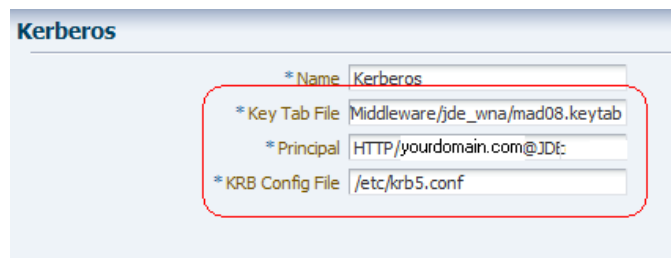 Kerberos
* Name Kerberos
* Key Tab File Middleware/jde_wna/mad08.keytab
* Principal HTTP/yourdomain.com@JDE
* KRB Config File /etc/krb5.conf